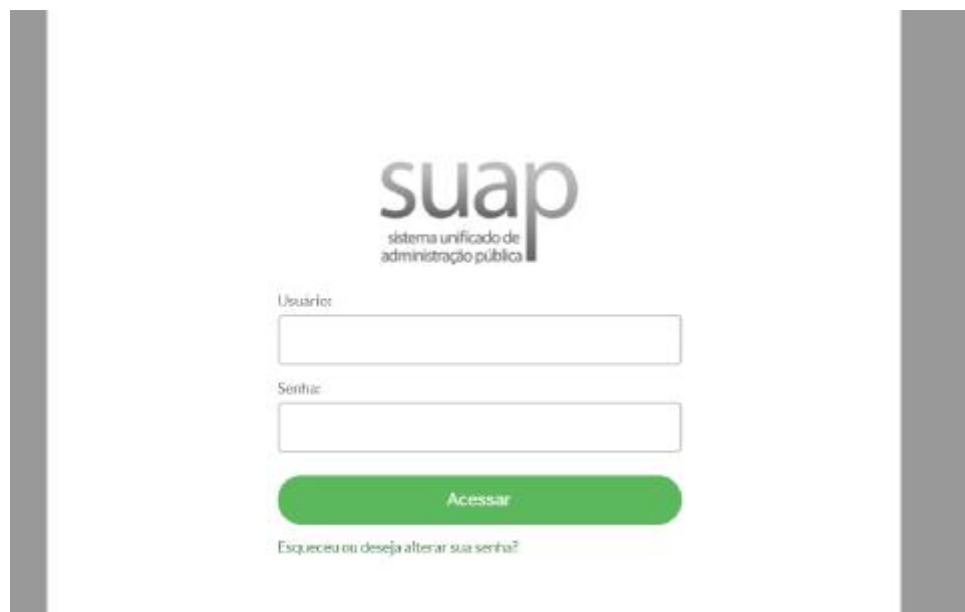 suap
sistema unificado de
administração pública
Usuário:
Senha:
Acessar
Esqueceu ou deseja alterar sua senha?